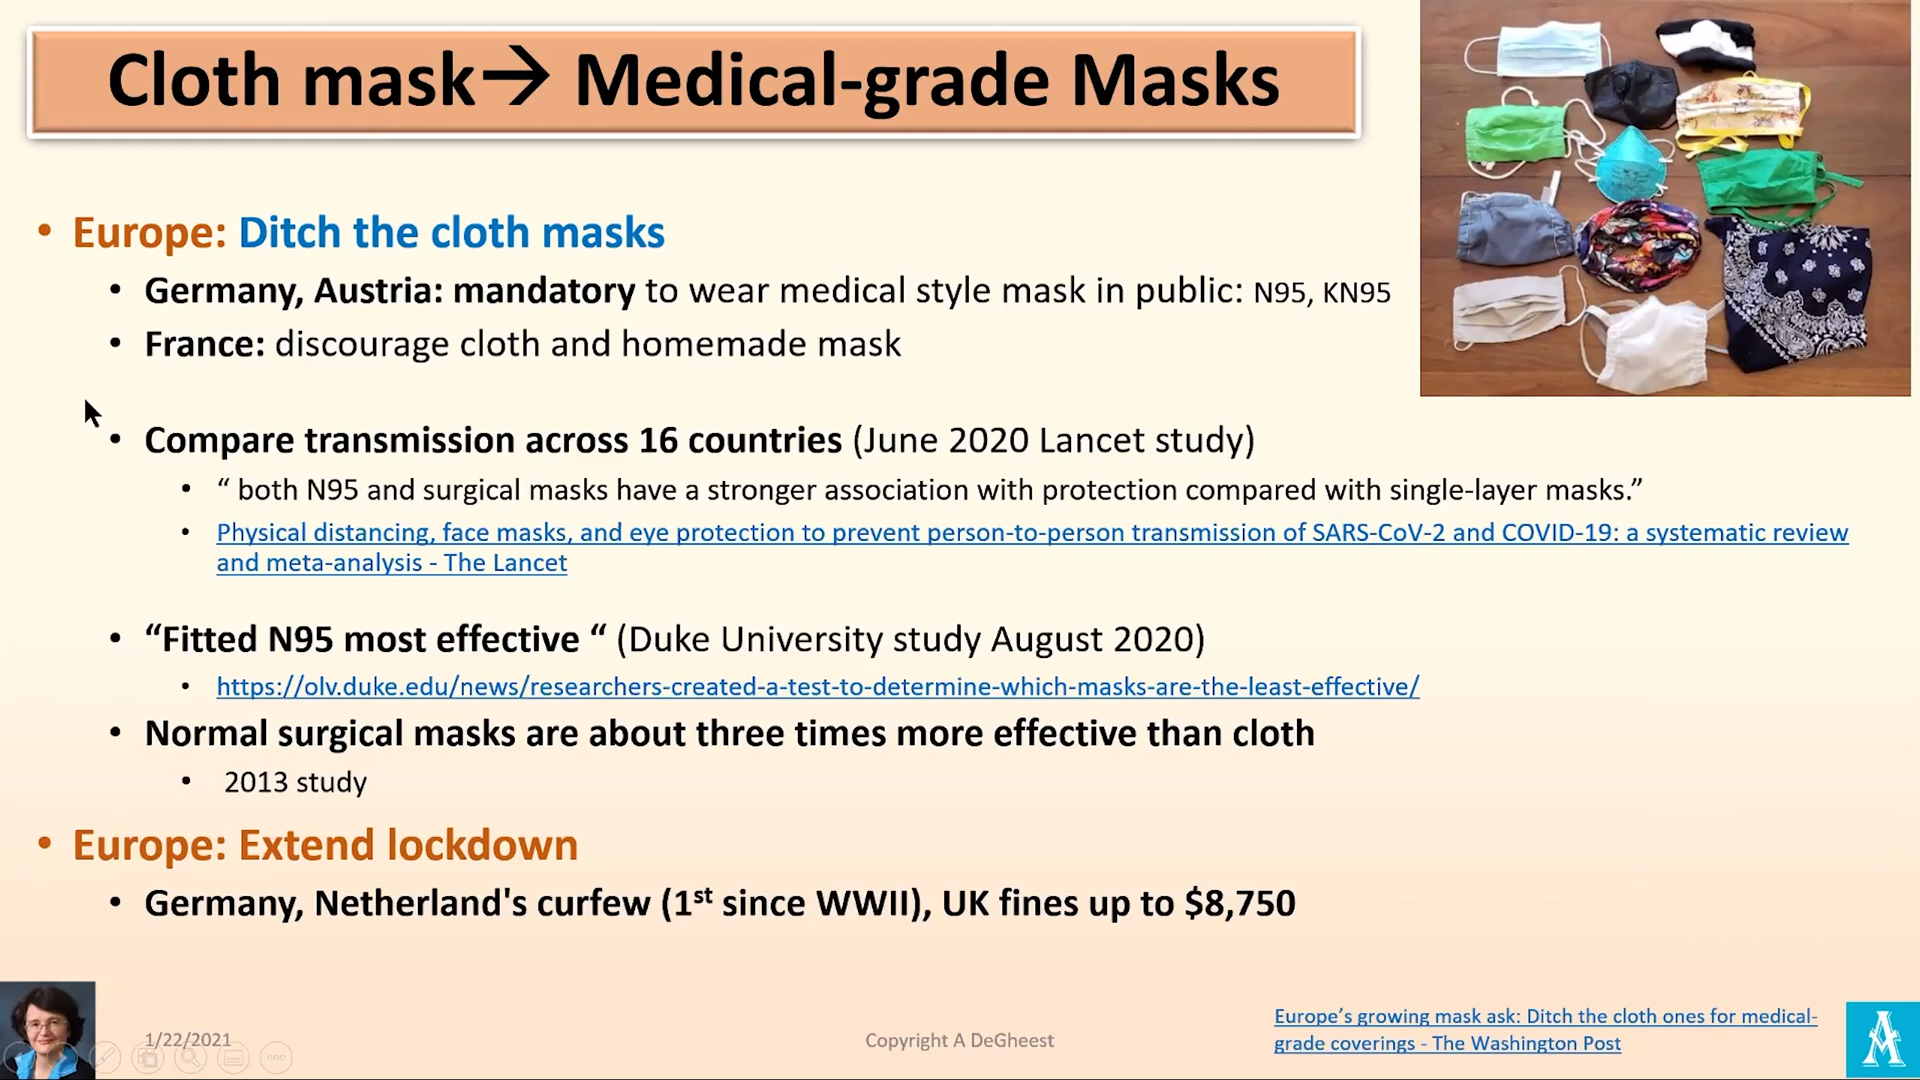 Cloth mask→ Medical-grade Masks
• Europe: Ditch the cloth masks
• Germany, Austria: mandatory to wear medical style mask in public: N95, KN95
• France: discourage cloth and homemade mask
• Compare transmission across 16 countries (June 2020 Lancet study)
• “ both N95 and surgical masks have a stronger association with protection compared with single-layer masks.”
• Physical distancing, face masks, and eye protection to prevent person-to-person transmission of SARS-CoV-2 and COVID-19: a systematic review
and meta-analysis - The Lancet
• “Fitted N95 most effective “ (Duke University study August 2020)
• https://olv.duke.edu/news/researchers-created-a-test-to-determine-which-masks-are-the-least-effective/
• Normal surgical masks are about three times more effective than cloth
• 2013 study
• Europe: Extend lockdown
• Germany, Netherland's curfew (1st since WWII), UK fines up to $8,750
1/22/2021
Copyright A DeGheest
Europe’s growing mask ask: Ditch the cloth ones for medical-
grade coverings - The Washington Post